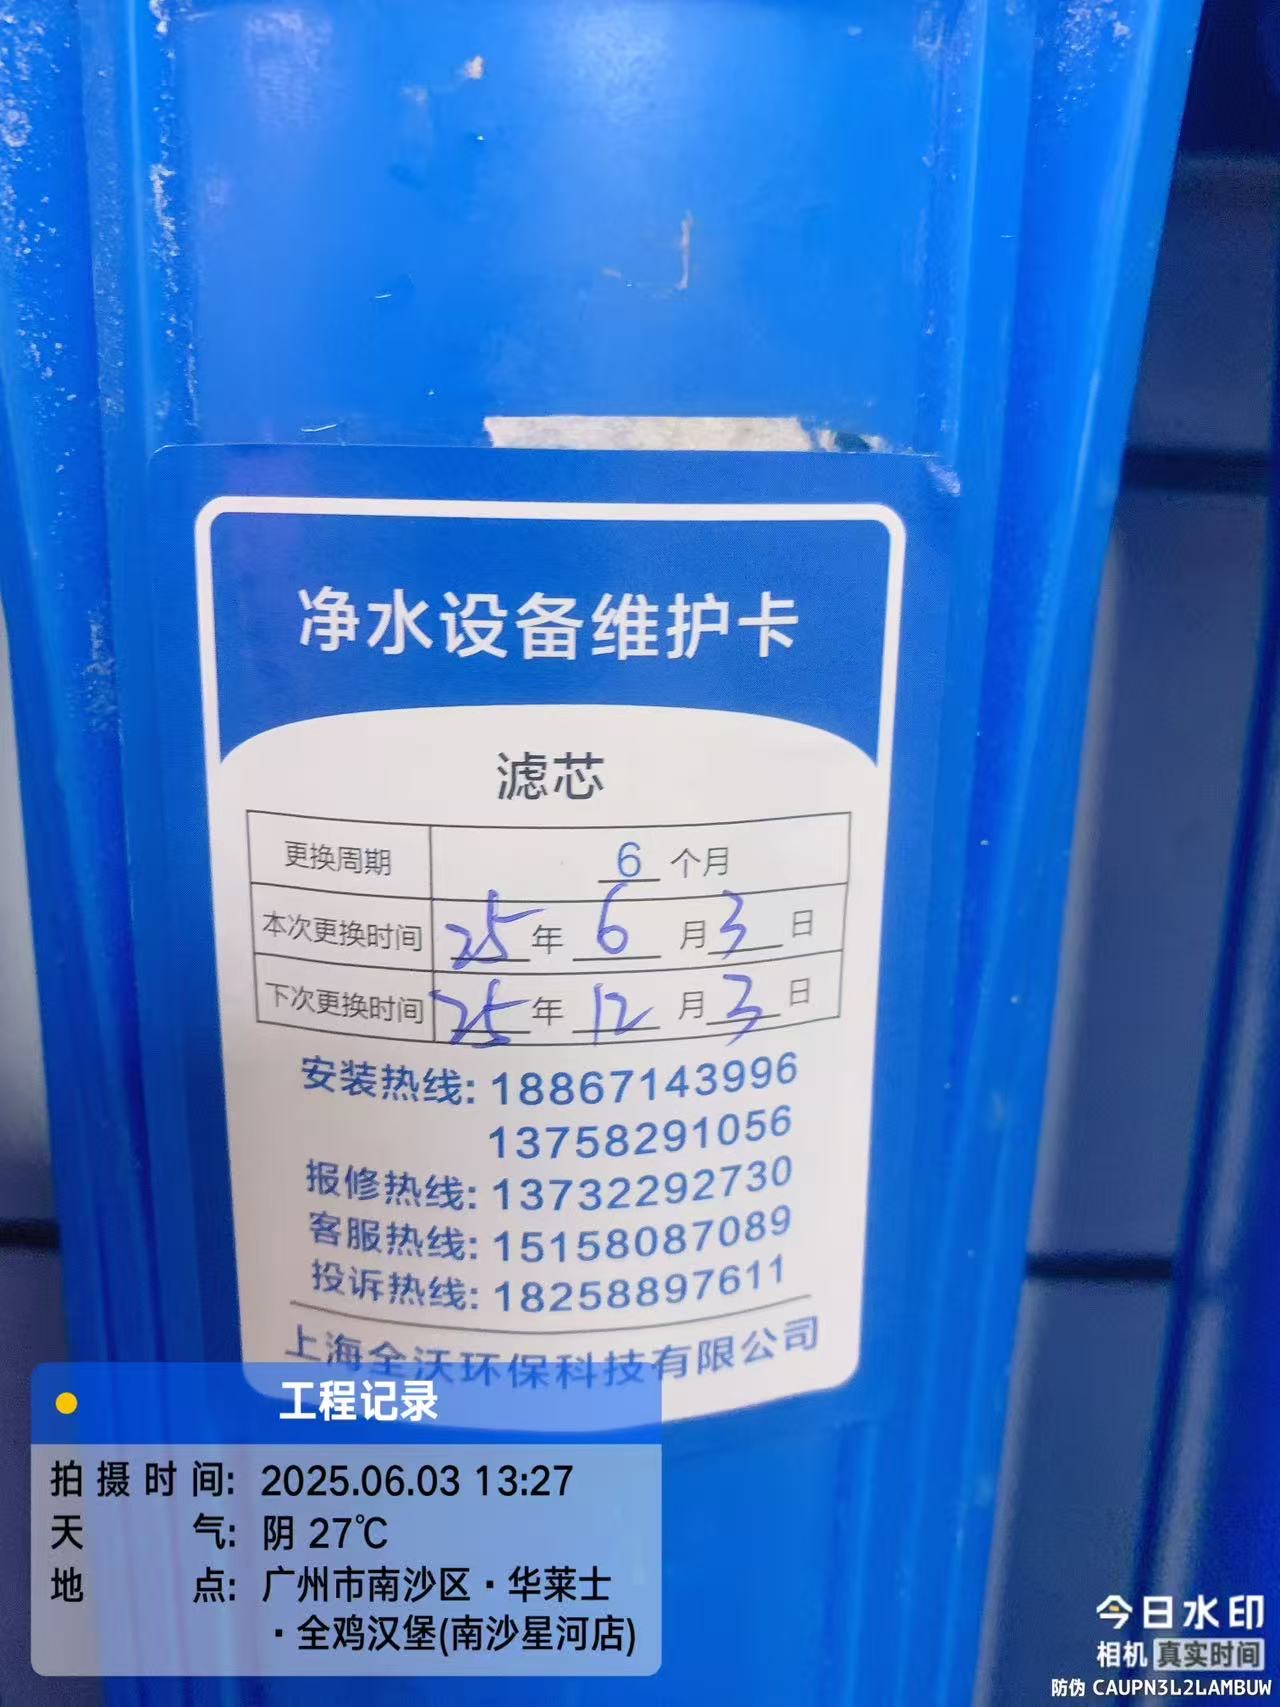 净水设备维护卡
滤芯
更换周期 6 个月
本次更换时间 25 年 6 月 3 日
下次更换时间 25 年 12 月 3 日
安装热线: 18867143996
13758291056
报修热线: 13732292730
客服热线: 15158087089
投诉热线: 18258897611
上海全沃环保科技有限公司
工程记录
拍摄时间: 2025.06.03 13:27
天气: 阴 27℃
地点: 广州市南沙区·华莱士
·全鸡汉堡(南沙星河店)
今日水印
相机 真实时间
防伪 CAUPN3L2LAMBUW